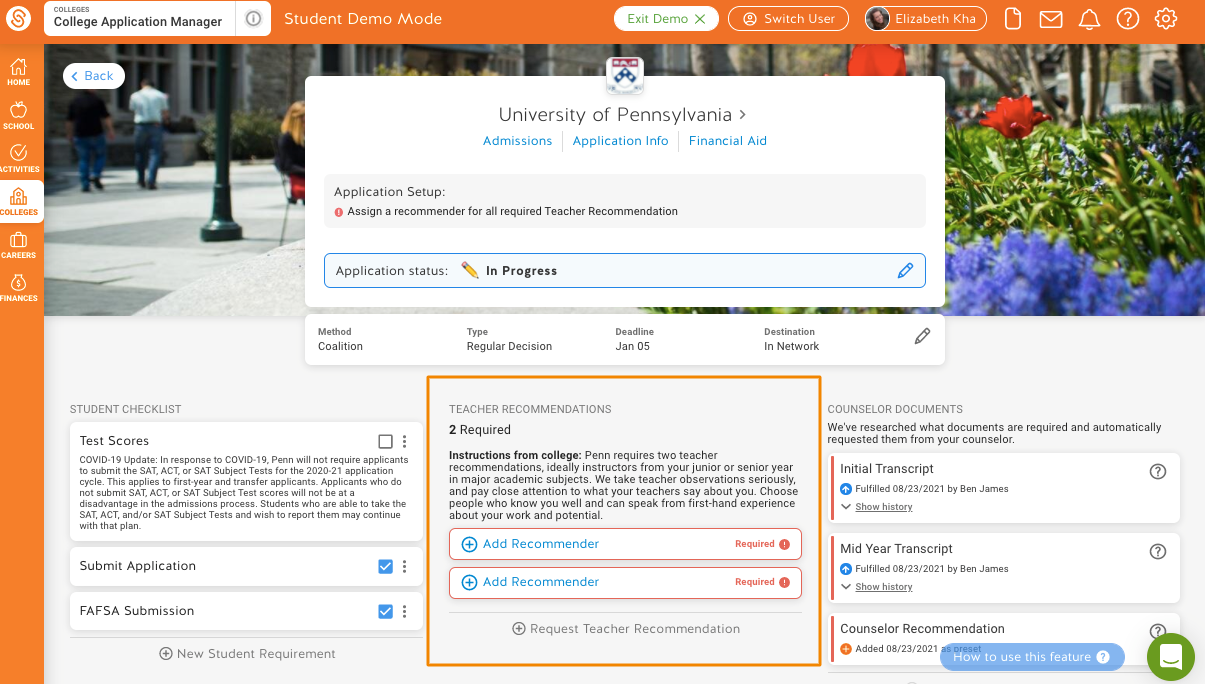 COLLEGES
College Application Manager
Student Demo Mode
Exit Demo
Switch User
Elizabeth Kha
HOME
SCHOOL
ACTIVITIES
COLLEGES
CAREERS
FINANCES
Back
University of Pennsylvania >
Admissions
Application Info
Financial Aid
Application Setup:
Assign a recommender for all required Teacher Recommendation
Application status: In Progress
Method
Coalition
Type
Regular Decision
Deadline
Jan 05
Destination
In Network
STUDENT CHECKLIST
Test Scores
COVID-19 Update: In response to COVID-19, Penn will not require applicants
to submit the SAT, ACT, or SAT Subject Tests for the 2020-21 application
cycle. This applies to first-year and transfer applicants. Applicants who do
not submit SAT, ACT, or SAT Subject Test scores will not be at a
disadvantage in the admissions process. Students who are able to take the
SAT, ACT, and/or SAT Subject Tests and wish to report them may continue
with that plan.
Submit Application
FAFSA Submission
New Student Requirement
TEACHER RECOMMENDATIONS
2 Required
Instructions from college: Penn requires two teacher
recommendations, ideally instructors from your junior or senior year
in major academic subjects. We take teacher observations seriously,
and pay close attention to what your teachers say about you. Choose
people who know you well and can speak from first-hand experience
about your work and potential.
Add Recommender Required
Add Recommender Required
Request Teacher Recommendation
COUNSELOR DOCUMENTS
We've researched what documents are required and automatically
requested them from your counselor.
Initial Transcript
Fulfilled 08/23/2021 by Ben James
Show history
Mid Year Transcript
Fulfilled 08/23/2021 by Ben James
Show history
Counselor Recommendation
Added 08/23/2021 as preset
How to use this feature ?